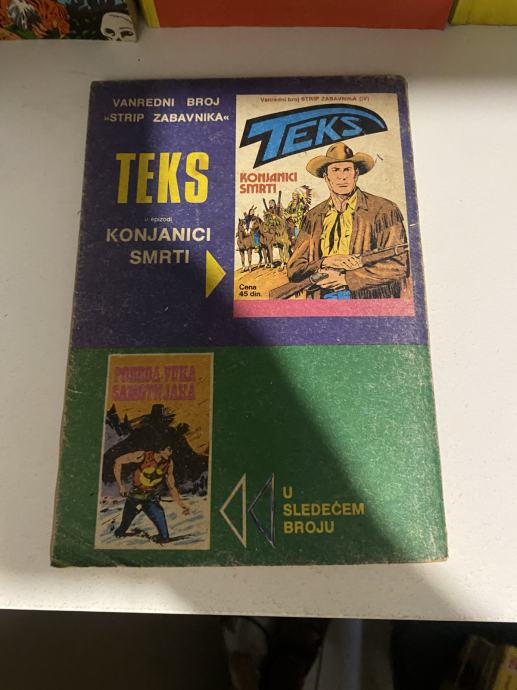 VANREDNI BROJ
»STRIP ZABAVNIKA«
TEKS
u epizodi
KONJANICI
SMRTI
Vanredni broj STRIP ZABAVNIKA (IV)
TEKS
KONJANICI
SMRTI
Cena
45 din.
POBEDA VUKA
SAMOTNJAKA
U
SLEDEĆEM
BROJU